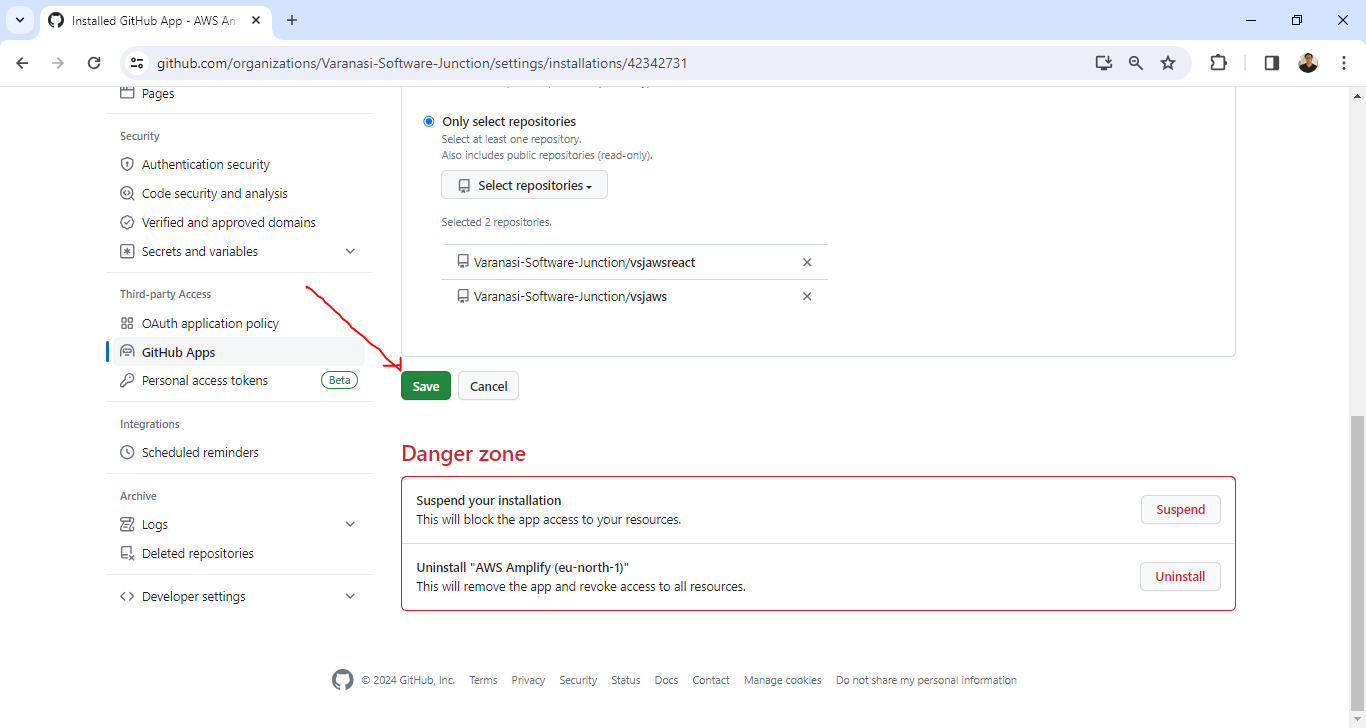 Installed GitHub App - AWS Am
github.com/organizations/Varanasi-Software-Junction/settings/installations/42342731
Pages
Security
Authentication security
Code security and analysis
Verified and approved domains
Secrets and variables
Third-party Access
OAuth application policy
GitHub Apps
Personal access tokens
Beta
Integrations
Scheduled reminders
Archive
Logs
Deleted repositories
Developer settings
Only select repositories
Select at least one repository.
Also includes public repositories (read-only).
Select repositories
Selected 2 repositories.
Varanasi-Software-Junction/vsjawsreact
Varanasi-Software-Junction/vsjaws
Save Cancel
Danger zone
Suspend your installation
This will block the app access to your resources.
Suspend
Uninstall "AWS Amplify (eu-north-1)"
This will remove the app and revoke access to all resources.
Uninstall
© 2024 GitHub, Inc. Terms Privacy Security Status Docs Contact Manage cookies Do not share my personal information